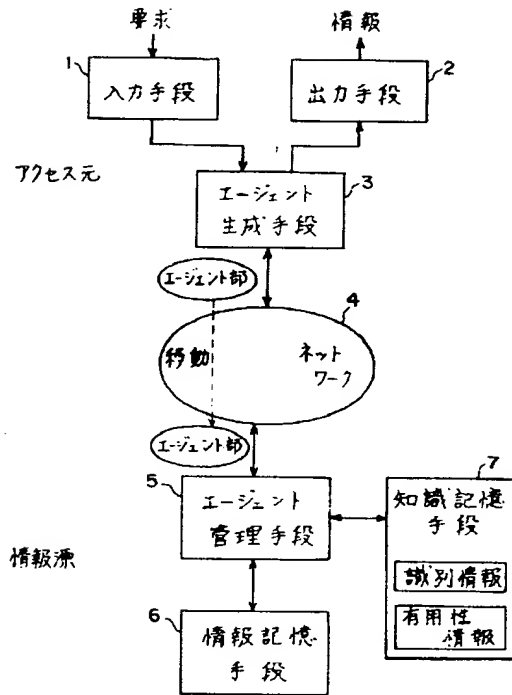 要求
情報
1
入力手段
2
出力手段
アクセス元
3
エージェント
生成手段
エージェント部
4
移動
ネット
ワーク
エージェント部
5
エージェント
管理手段
7
知識記憶
手段
識別情報
有用性
情報
情報源
6
情報記憶
手段